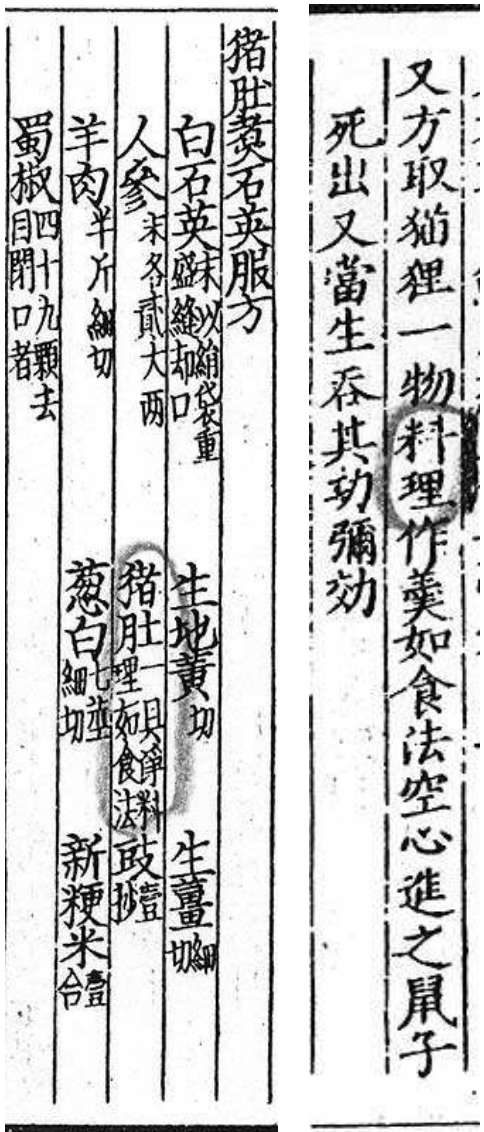 猪肚煑石英服方
白石英末以絹袋重盛縫却口 生地黄切 生薑細切
人參末各貳大两 猪肚一具淨料理如食法 豉壹抄
羊肉半斤細切 葱白七莖細切 新粳米壹合
蜀椒四十九顆去目閉口者
又方取猫狸一物料理作羹如食法空心進之鼠子
死出又當生吞其功彌効